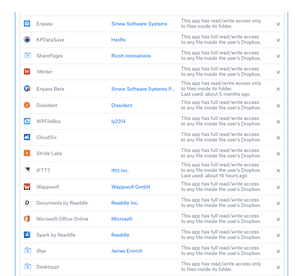 Enpass Sinew Software Systems This app has read/write access only
to files inside its folder.
KPDataSave Hexillx This app has full read/write access
to any file inside the user's Dropbox.
SharePages Ricoh Innovations This app has full read/write access
to any file inside the user's Dropbox.
1Writer This app has full read/write access
to any file inside the user's Dropbox.
Enpass Beta Sinew Software Systems P... This app has read/write access only
to files inside its folder.
Last used: about 5 months ago
Dissident Dissident This app has full read/write access
to any file inside the user's Dropbox.
WPFileBox This app has full read/write access
to any file inside the user's Dropbox.
CloudSix This app has full read/write access
to any file inside the user's Dropbox.
Stride Labs This app has full read/write access
to any file inside the user's Dropbox.
IFTTT ifttt Inc. This app has full read/write access
to any file inside the user's Dropbox.
Last used: about 16 hours ago
Wappwolf Wappwolf GmbH This app has full read/write access
to any file inside the user's Dropbox.
Documents by Readdle Readdle Inc. This app has full read/write access
to any file inside the user's Dropbox.
Microsoft Office Online Microsoft This app has full read/write access
to any file inside the user's Dropbox.
Spark by Readdle Readdle This app has full read/write access
to any file inside the user's Dropbox.
iBye James Emrich This app has full read/write access
to any file inside the user's Dropbox.
Desktoppr This app has read/write access only
to files inside its folder.